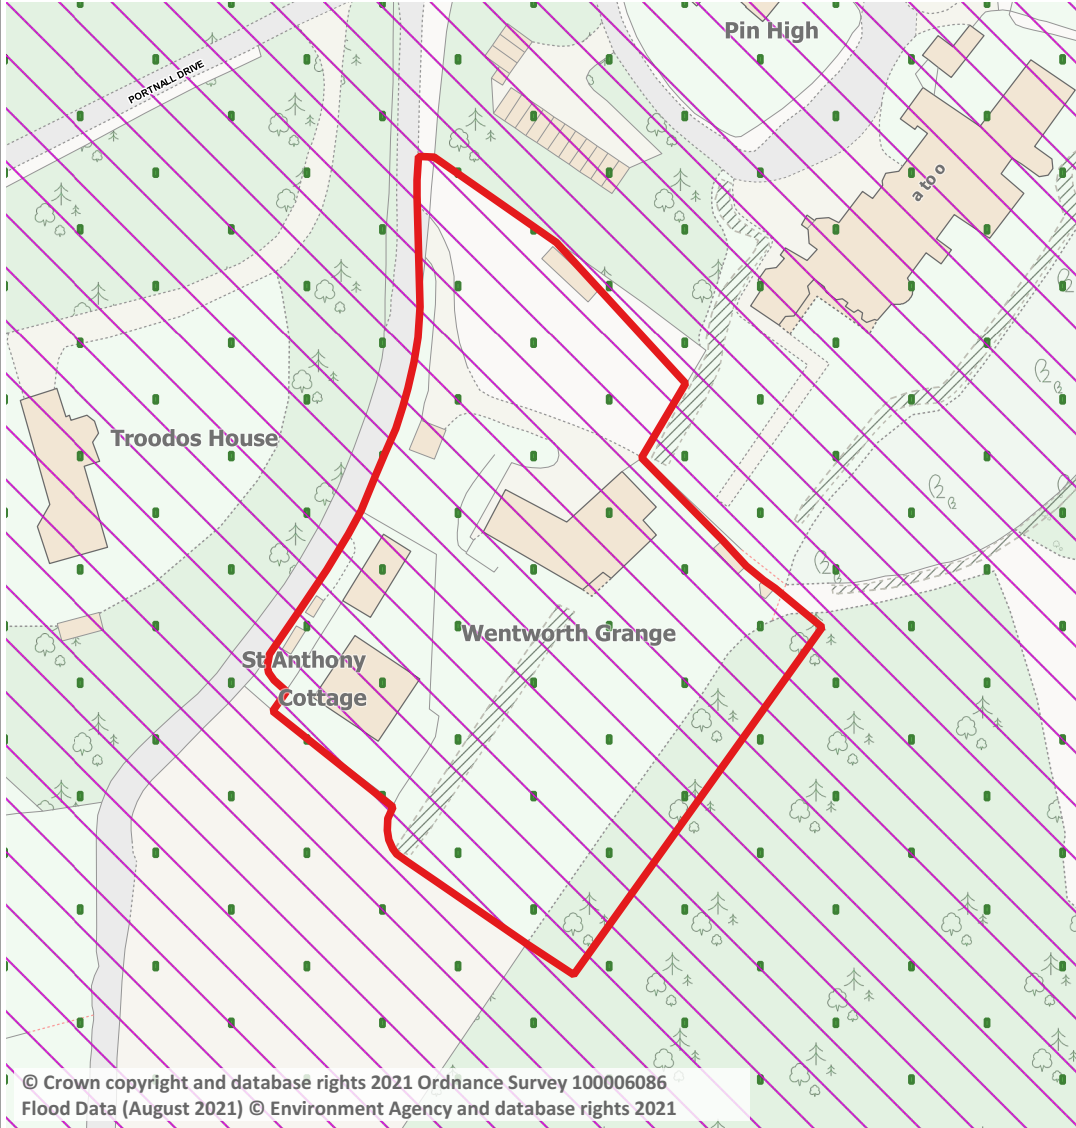 Pin High
PORTNALL DRIVE
a to o
Troodos House
Wentworth Grange
St Anthony
Cottage
© Crown copyright and database rights 2021 Ordnance Survey 100006086
Flood Data (August 2021) © Environment Agency and database rights 2021